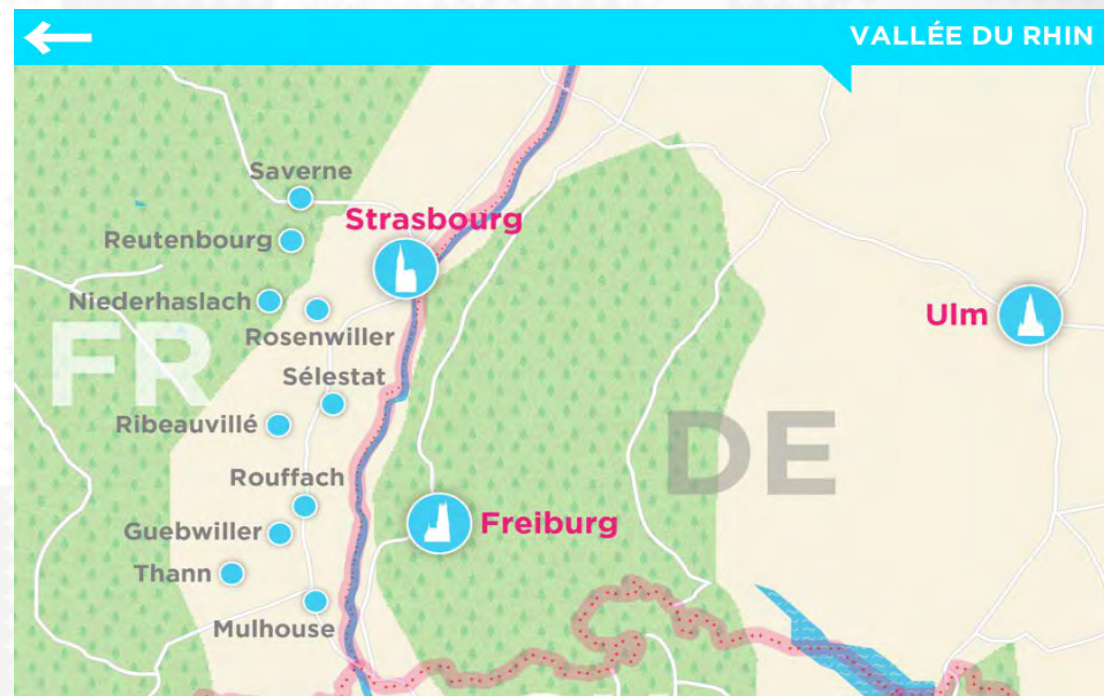 VALLÉE DU RHIN
Saverne
Strasbourg
Reutenbourg
Niederhaslach
Rosenwiller
Ulm
FR
Sélestat
Ribeauvillé
DE
Rouffach
Freiburg
Guebwiller
Thann
Mulhouse